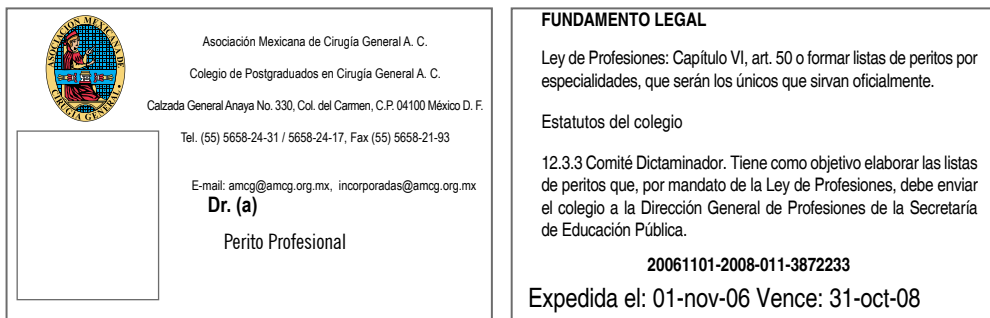 ASOCIACION MEXICANA DE
CIRUGIA GENERAL
Asociación Mexicana de Cirugía General A. C.
Colegio de Postgraduados en Cirugía General A. C.
Calzada General Anaya No. 330, Col. del Carmen, C.P. 04100 México D. F.
Tel. (55) 5658-24-31 / 5658-24-17, Fax (55) 5658-21-93
E-mail: amcg@amcg.org.mx, incorporadas@amcg.org.mx
Dr. (a)
Perito Profesional
FUNDAMENTO LEGAL
Ley de Profesiones: Capítulo VI, art. 50 o formar listas de peritos por
especialidades, que serán los únicos que sirvan oficialmente.
Estatutos del colegio
12.3.3 Comité Dictaminador. Tiene como objetivo elaborar las listas
de peritos que, por mandato de la Ley de Profesiones, debe enviar
el colegio a la Dirección General de Profesiones de la Secretaría
de Educación Pública.
20061101-2008-011-3872233
Expedida el: 01-nov-06 Vence: 31-oct-08